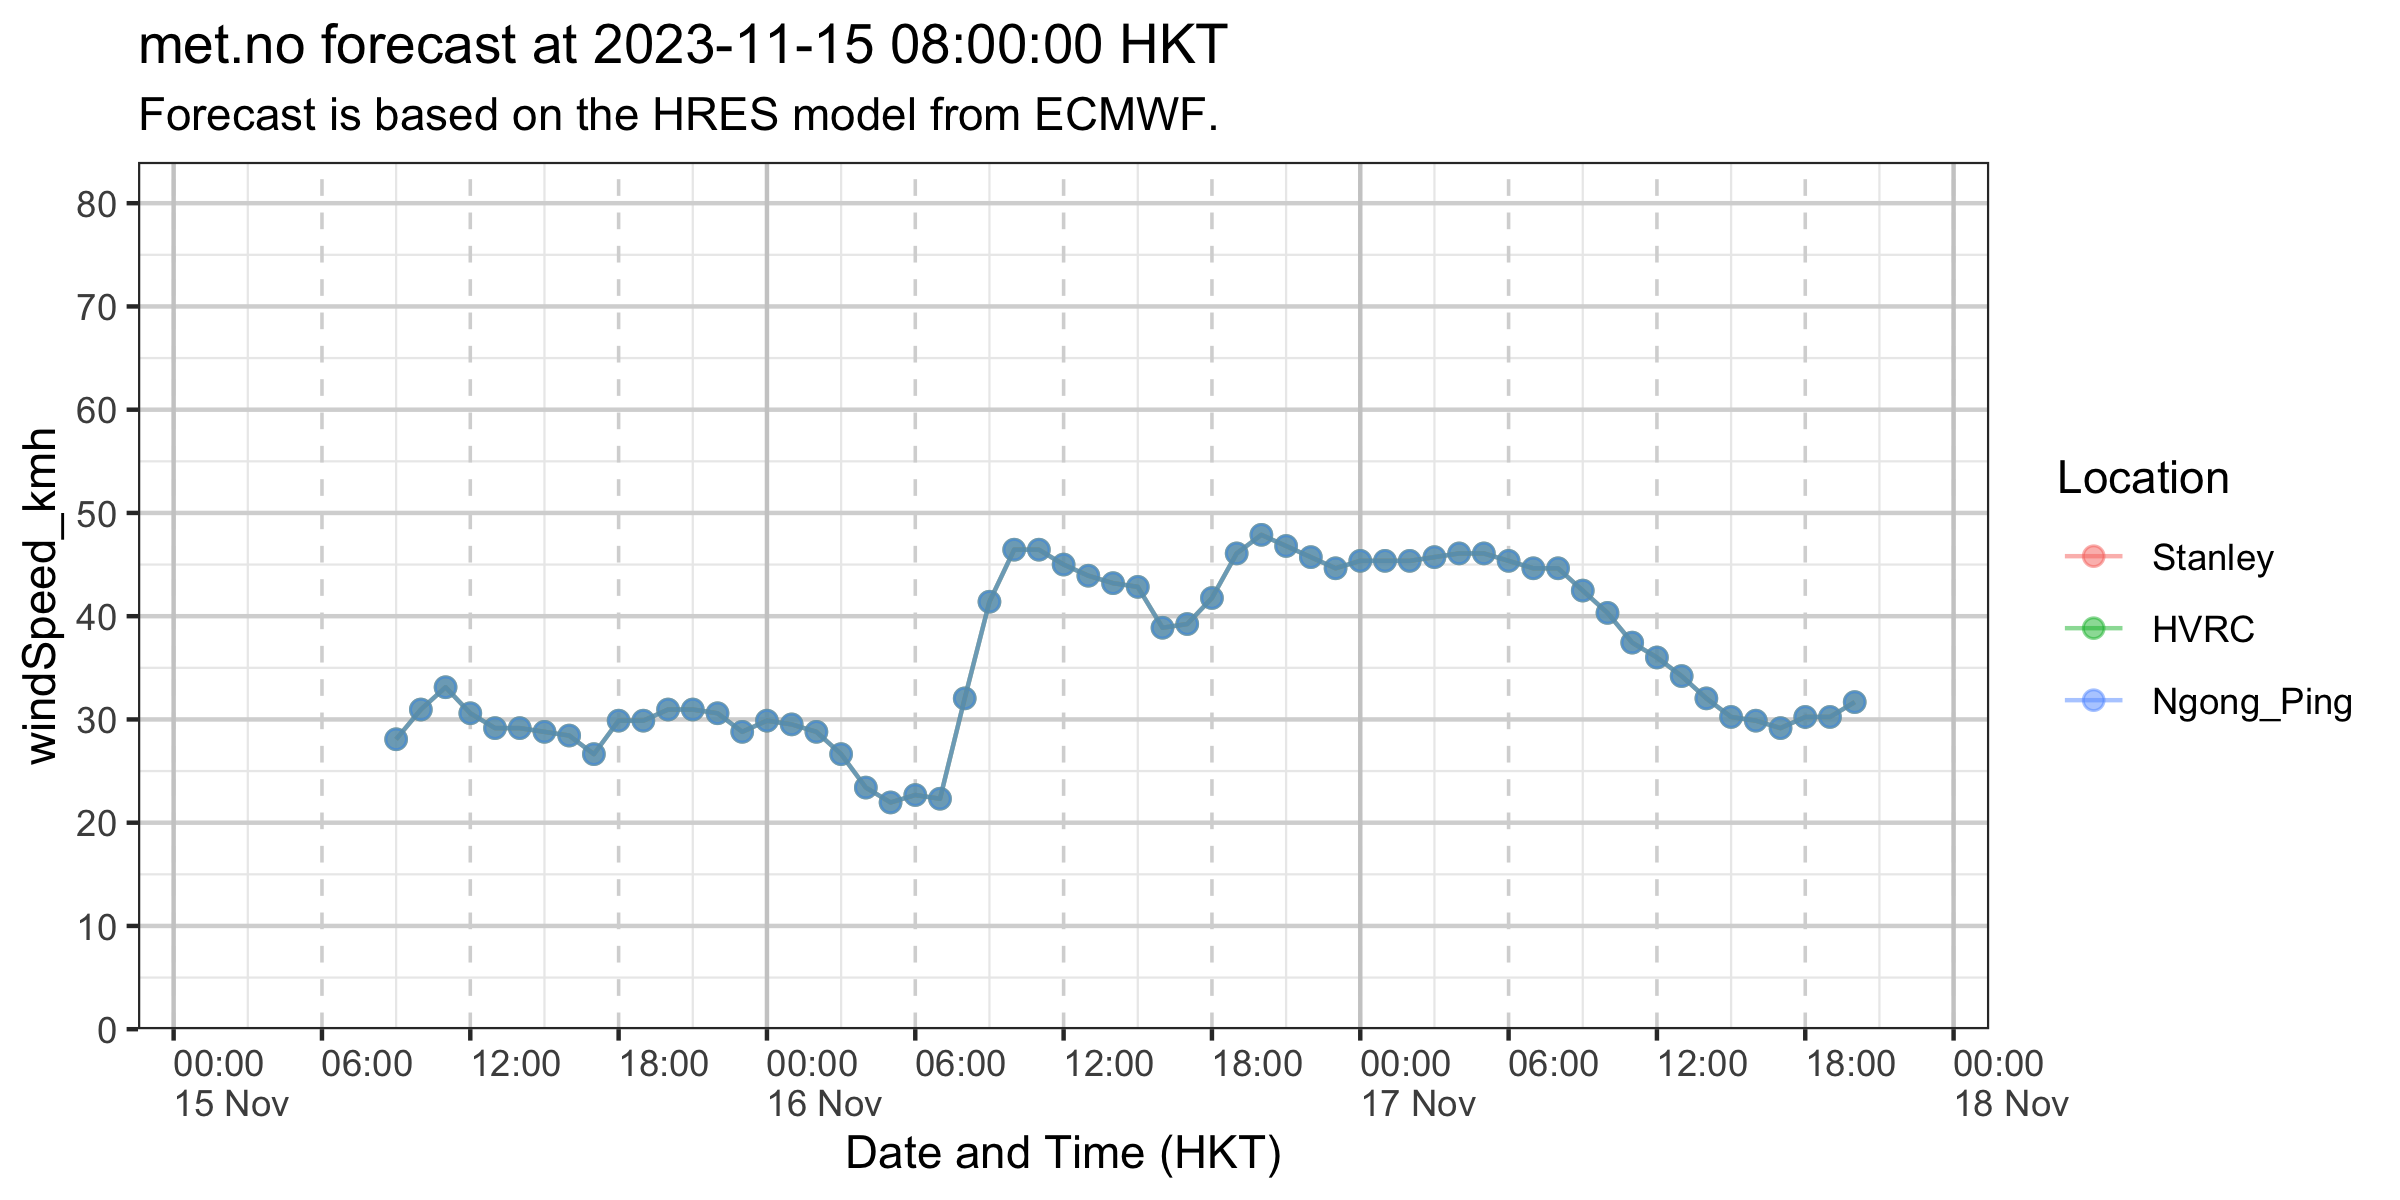 met.no forecast at 2023-11-15 08:00:00 HKT
Forecast is based on the HRES model from ECMWF.
windSpeed_kmh
80
70
60
50
40
30
20
10
0
00:00 06:00 12:00 18:00 00:00 06:00 12:00 18:00 00:00 06:00 12:00 18:00 00:00
15 Nov 16 Nov 17 Nov 18 Nov
Date and Time (HKT)
Location
Stanley
HVRC
Ngong_Ping